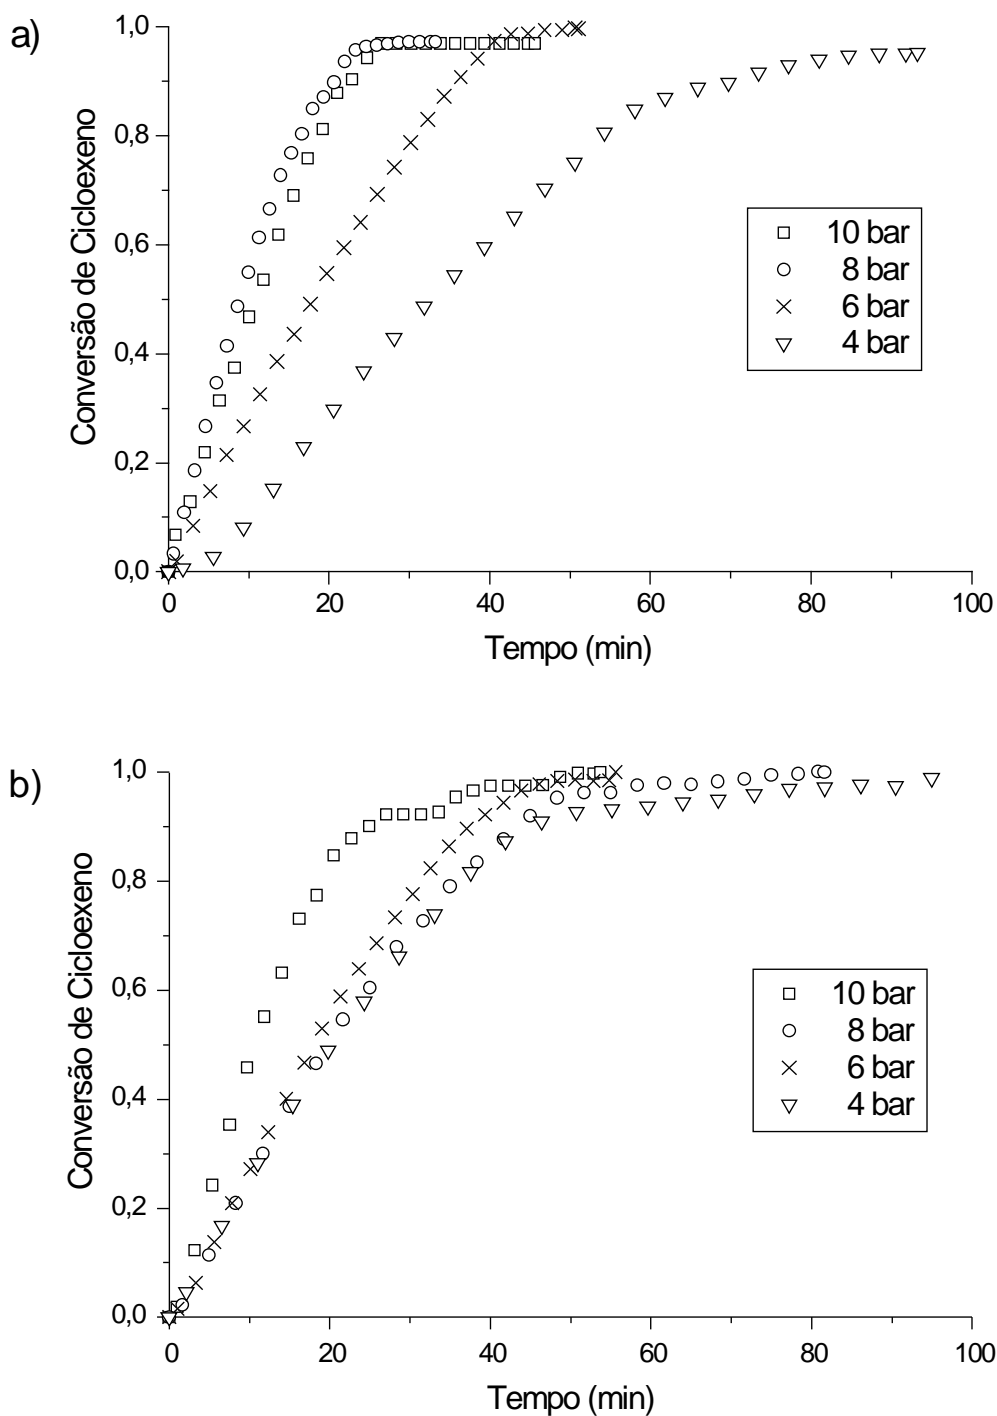 a)
1,0
0,8
0,6
0,4
0,2
0,0
Conversão de Cicloexeno
10 bar
8 bar
6 bar
4 bar
0 20 40 60 80 100
Tempo (min)
b)
1,0
0,8
0,6
0,4
0,2
0,0
Conversão de Cicloexeno
10 bar
8 bar
6 bar
4 bar
0 20 40 60 80 100
Tempo (min)